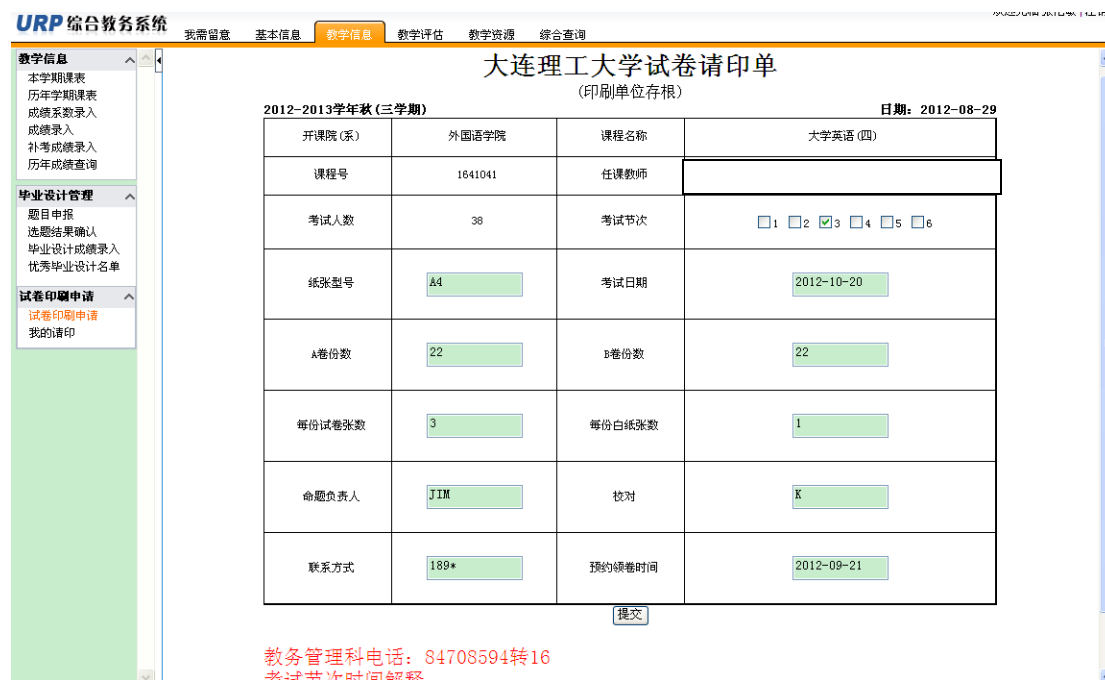 URP 综合教务系统
我需留意 基本信息 教学信息 教学评估 教学资源 综合查询
教学信息
本学期课表
历年学期课表
成绩系数录入
成绩录入
补考成绩录入
历年成绩查询
毕业设计管理
题目申报
选题结果确认
毕业设计成绩录入
优秀毕业设计名单
试卷印刷申请
试卷印刷申请
我的请印
大连理工大学试卷请印单
(印刷单位存根)
2012-2013学年秋(三学期) 日期: 2012-08-29
开课院(系) 外国语学院 课程名称 大学英语(四)
课程号 1641041 任课教师
考试人数 38 考试节次 1 2 3 4 5 6
纸张型号 A4 考试日期 2012-10-20
A卷份数 22 B卷份数 22
每份试卷张数 3 每份白纸张数 1
命题负责人 JIM 校对 K
联系方式 189* 预约领卷时间 2012-09-21
提交
教务管理科电话: 84708594转16
考试节次时间解释